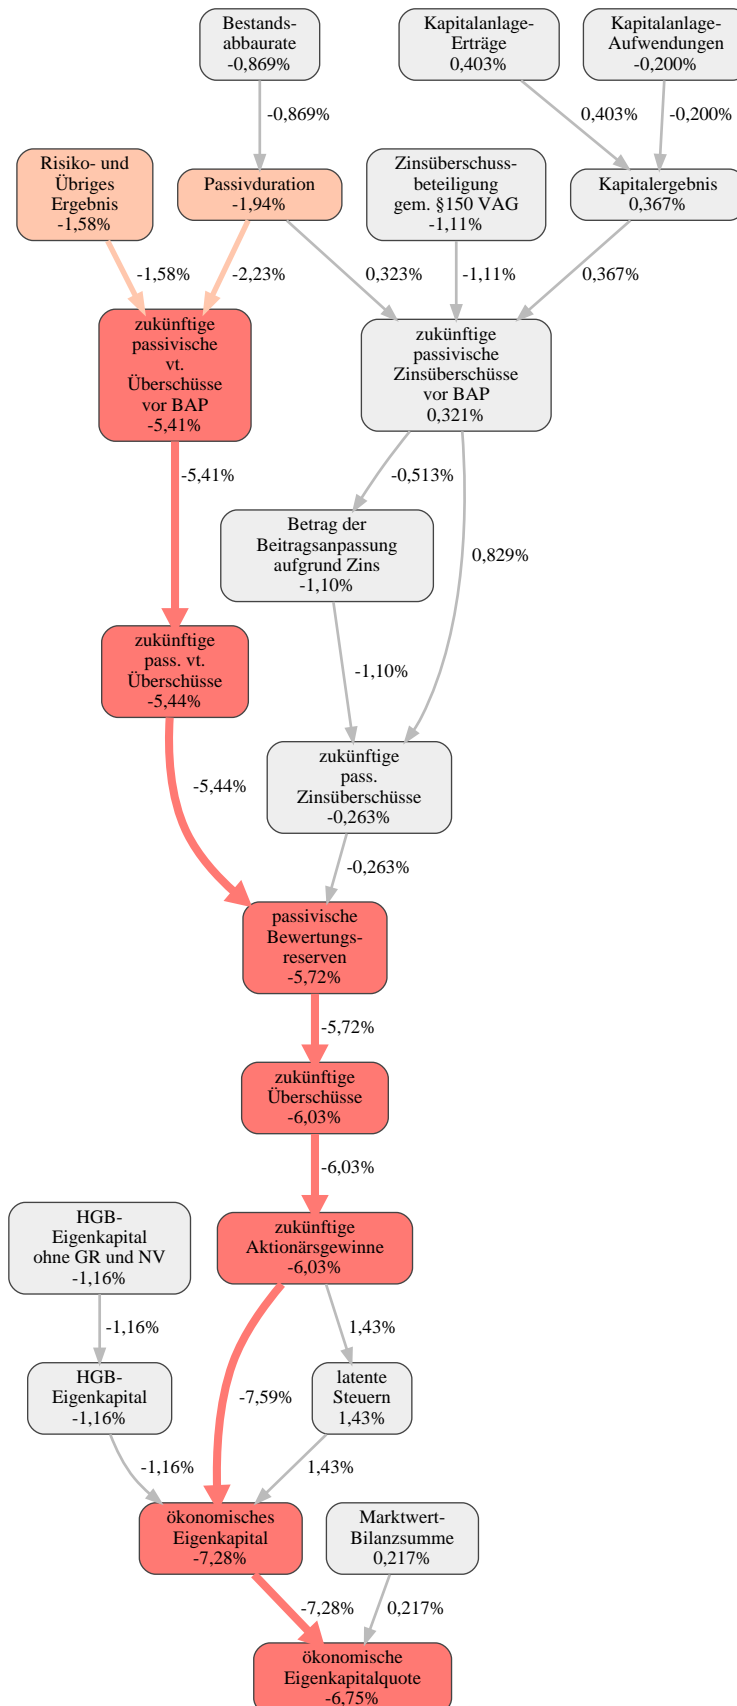 Bestands-
abbaurate
-0,869%
Kapitalanlage-
Erträge
0,403%
Kapitalanlage-
Aufwendungen
-0,200%
-0,869%
0,403%
-0,200%
Risiko- und
Übriges
Ergebnis
-1,58%
Passivduration
-1,94%
Zinsüberschuss-
beteiligung
gem. §150 VAG
-1,11%
Kapitalergebnis
0,367%
-1,58%
-2,23%
0,323%
-1,11%
0,367%
zukünftige
passivische
vt.
Überschüsse
vor BAP
-5,41%
zukünftige
passivische
Zinsüberschüsse
vor BAP
0,321%
-5,41%
-0,513%
Betrag der
Beitragsanpassung
aufgrund Zins
-1,10%
0,829%
zukünftige
pass. vt.
Überschüsse
-5,44%
-1,10%
-5,44%
zukünftige
pass.
Zinsüberschüsse
-0,263%
-0,263%
passivische
Bewertungs-
reserven
-5,72%
-5,72%
zukünftige
Überschüsse
-6,03%
-6,03%
HGB-
Eigenkapital
ohne GR und NV
-1,16%
zukünftige
Aktionärsgewinne
-6,03%
-1,16%
1,43%
HGB-
Eigenkapital
-1,16%
-7,59%
latente
Steuern
1,43%
-1,16%
1,43%
ökonomisches
Eigenkapital
-7,28%
Marktwert-
Bilanzsumme
0,217%
-7,28%
0,217%
ökonomische
Eigenkapitalquote
-6,75%